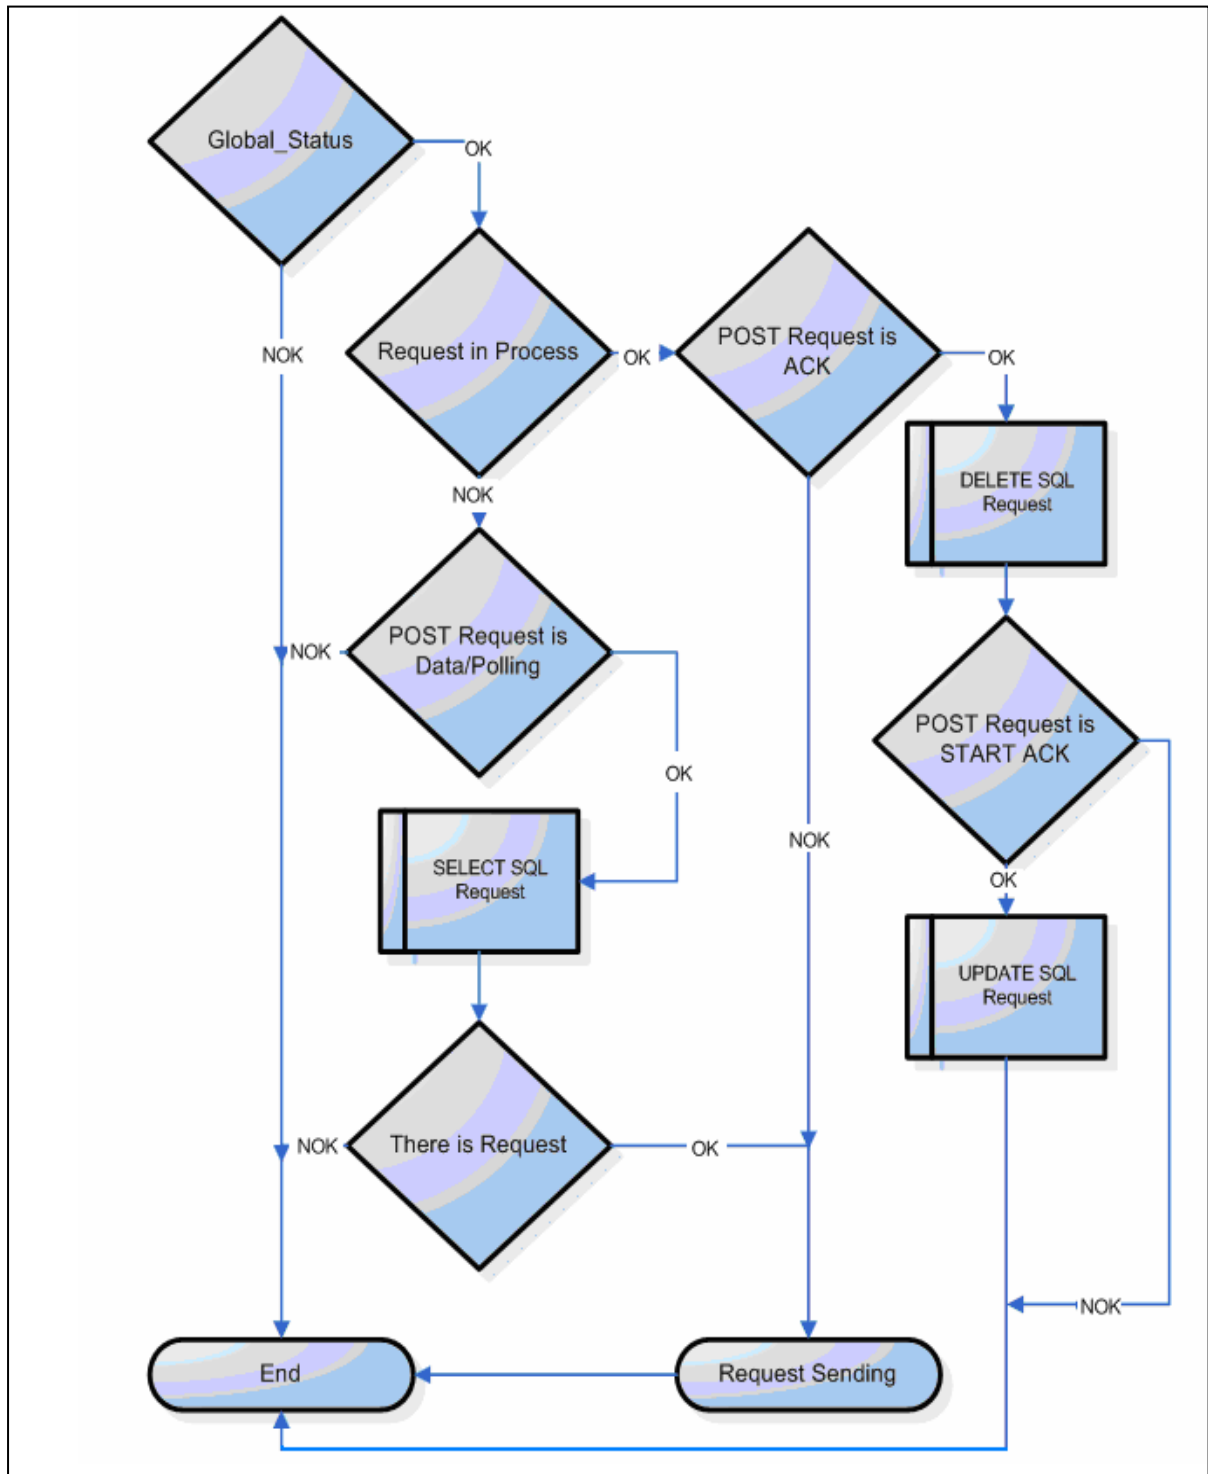 Global_Status
OK
NOK
Request in Process
OK
POST Request is
ACK
OK
NOK
DELETE SQL
Request
POST Request is
Data/Polling
NOK
OK
POST Request is
START ACK
NOK
SELECT SQL
Request
OK
UPDATE SQL
Request
There is Request
NOK
OK
NOK
End
Request Sending